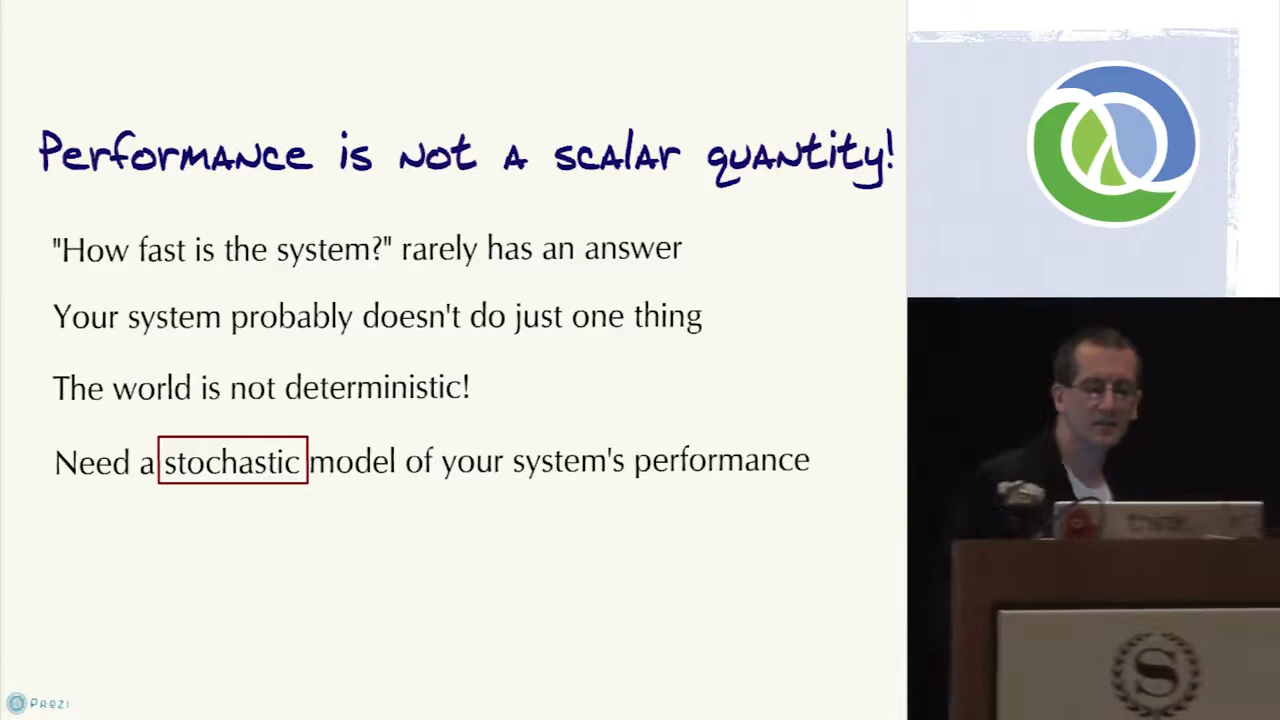 Performance is not a scalar quantity!
"How fast is the system?" rarely has an answer
Your system probably doesn't do just one thing
The world is not deterministic!
Need a stochastic model of your system's performance
Prezi
think
S